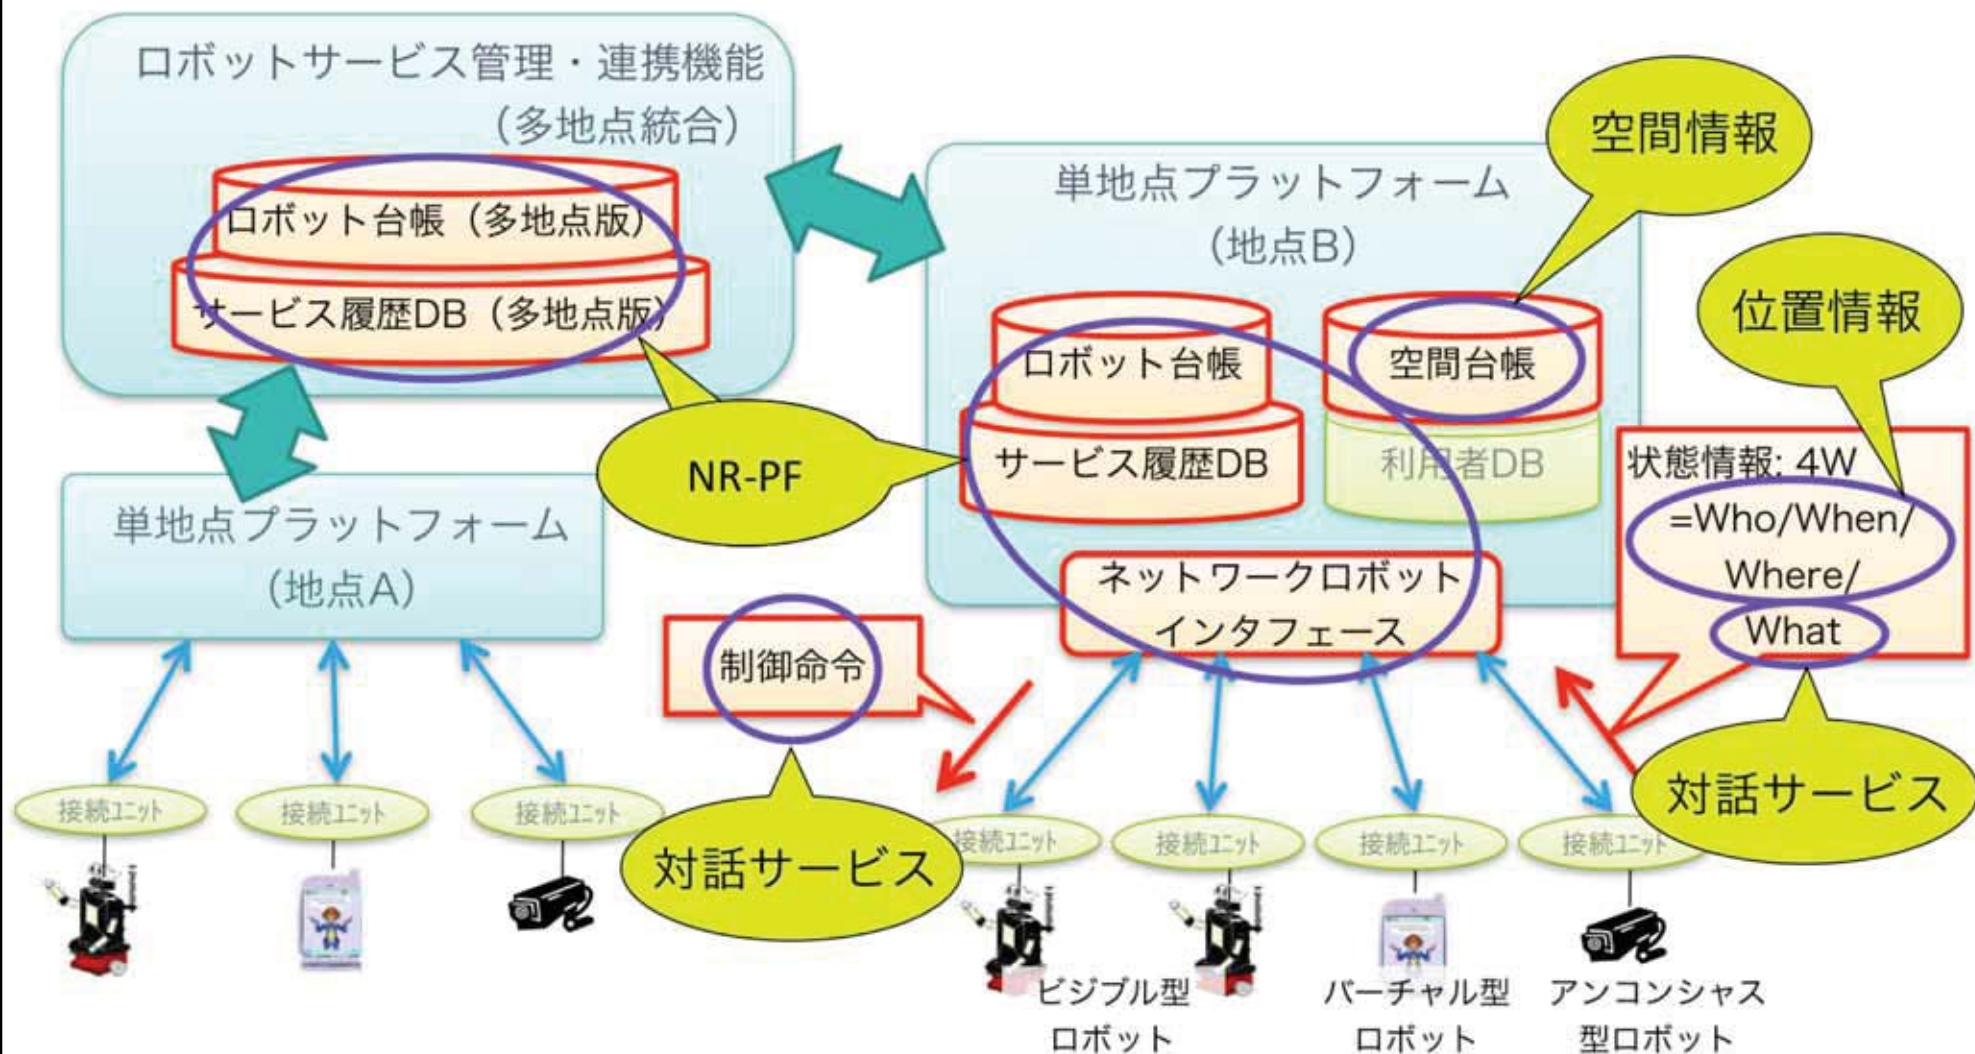 ロボットサービス管理・連携機能
（多地点統合）
ロボット台帳（多地点版）
サービス履歴DB（多地点版）
単地点プラットフォーム
（地点A）
NR-PF
単地点プラットフォーム
（地点B）
空間情報
位置情報
ロボット台帳
サービス履歴DB
空間台帳
利用者DB
ネットワークロボット
インタフェース
状態情報: 4W
=Who/When/
Where/
What
制御命令
対話サービス
対話サービス
接続ユニット
接続ユニット
接続ユニット
接続ユニット
接続ユニット
接続ユニット
接続ユニット
ビジブル型
ロボット
バーチャル型
ロボット
アンコンシャス
型ロボット